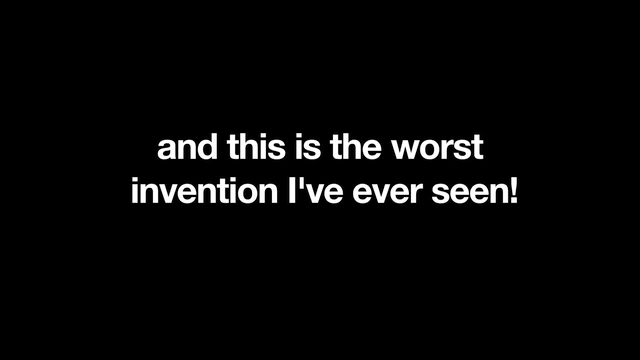 and this is the worst
invention I've ever seen!